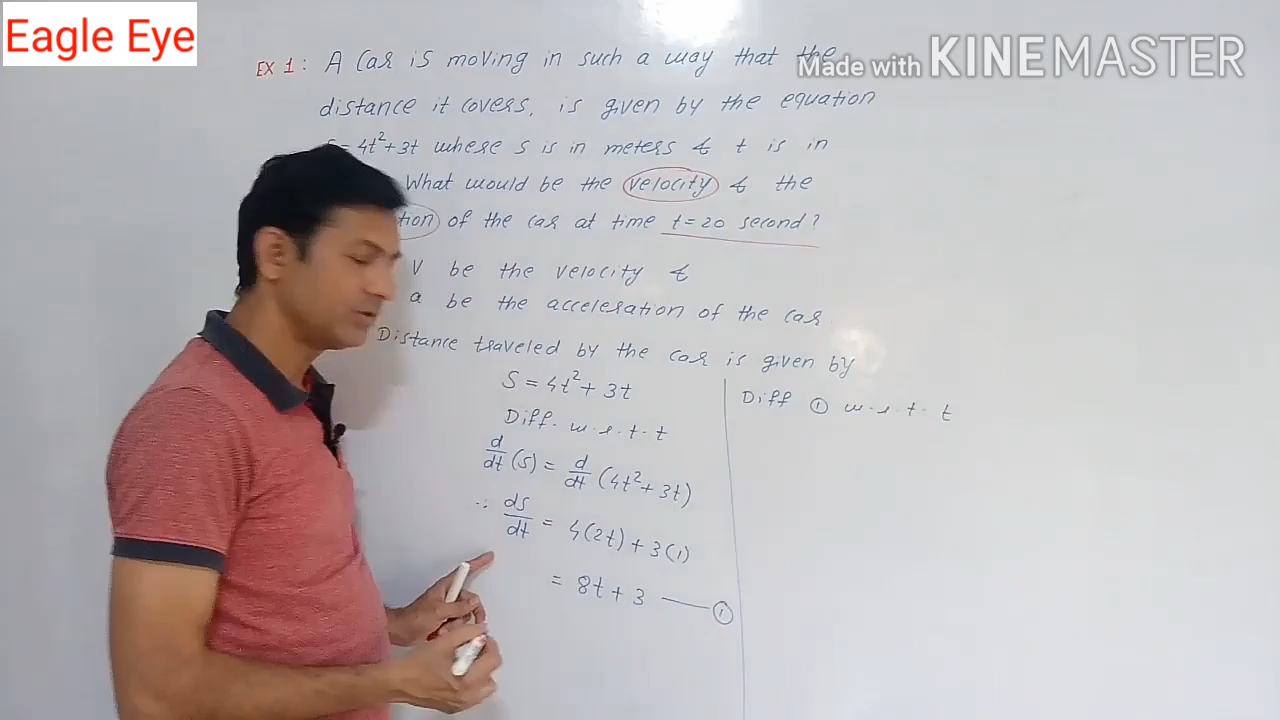 Eagle Eye
Made with KINEMASTER
EX 1: A car is moving in such a way that the
distance it covers, is given by the equation
S = 4t²+3t where s is in meters & t is in
What would be the velocity & the
tion of the car at time t=20 second?
V be the velocity &
a be the acceleration of the car
Distance traveled by the car is given by
S = 4t²+ 3t
Diff. w.r.t. t
d/dt (S) = d/dt (4t²+ 3t)
∴ ds/dt = 4(2t) + 3(1)
= 8t + 3 —— ①
Diff ① w.r.t. t